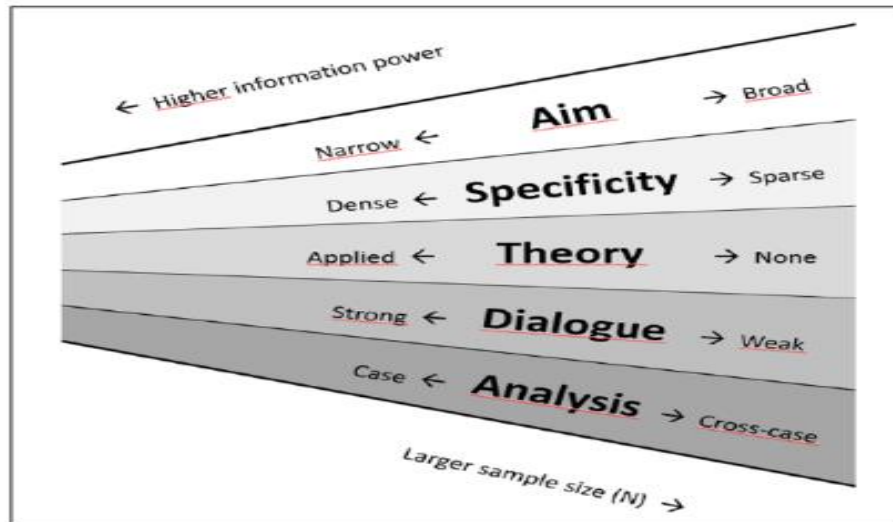 ← Higher information power
Narrow ← Aim → Broad
Dense ← Specificity → Sparse
Applied ← Theory → None
Strong ← Dialogue → Weak
Case ← Analysis → Cross-case
Larger sample size (N) →